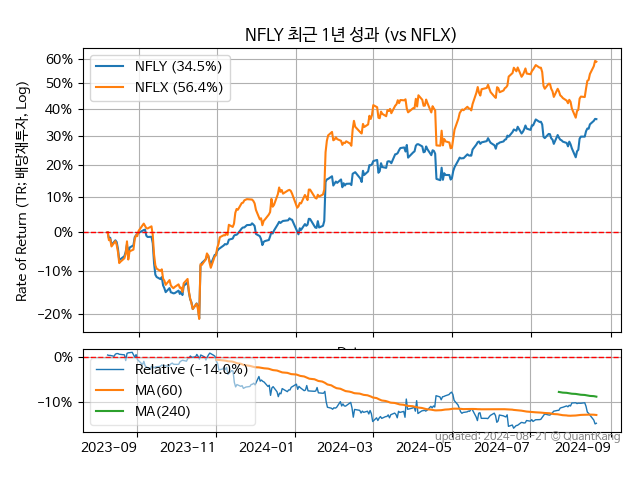 NFLY 최근 1년 성과 (vs NFLX)
Rate of Return (TR: 배당재투자, Log)
60%
50%
40%
30%
20%
10%
0%
−10%
−20%
NFLY (34.5%)
NFLX (56.4%)
0%
−10%
Relative (−14.0%)
MA(60)
MA(240)
updated: 2024-08-21 © QuantKang
2023-09
2023-11
2024-01
2024-03
2024-05
2024-07
2024-09